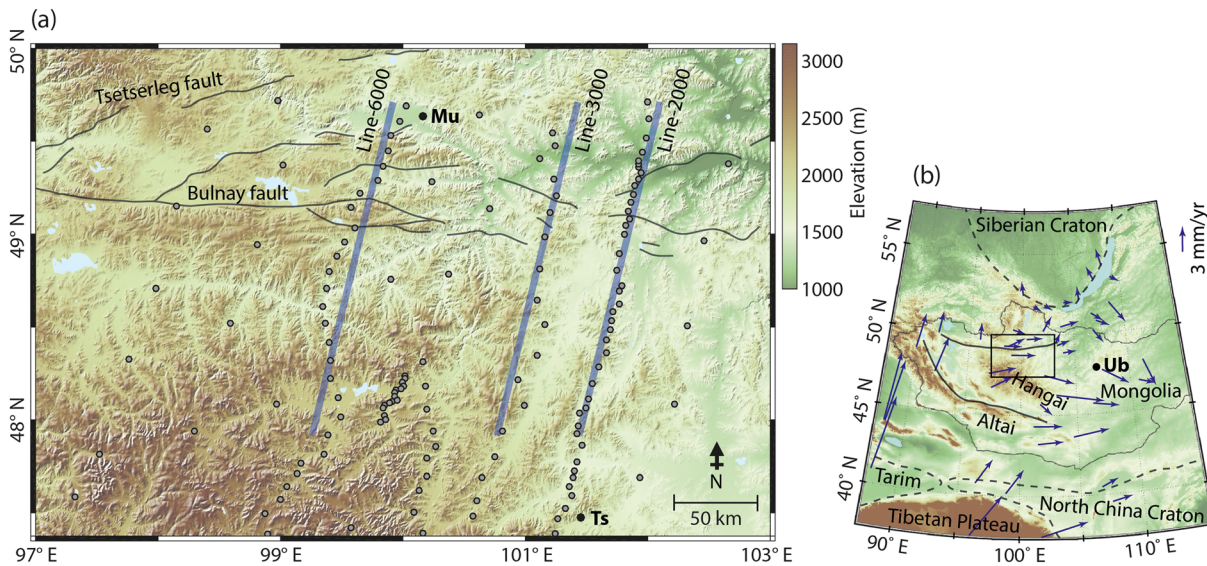 (a)
50° N
49° N
48° N
97° E
99° E
101° E
103° E
Tsetserleg fault
Bulnay fault
Line-6000
Line-3000
Line-2000
Mu
Ts
N
50 km
3000
2500
2000
1500
1000
Elevation (m)
(b)
55° N
50° N
45° N
40° N
90° E
100° E
110° E
Siberian Craton
3 mm/yr
Ub
Hangai
Mongolia
Altai
Tarim
North China Craton
Tibetan Plateau